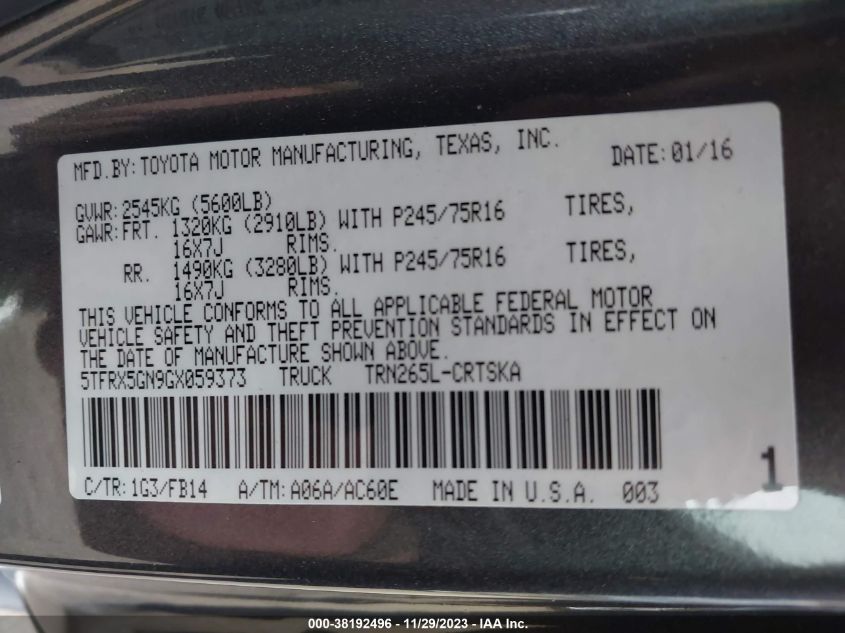 MFD.BY:TOYOTA MOTOR MANUFACTURING, TEXAS, INC. DATE:01/16
GVWR:2545KG (5600LB)
GAWR:FRT. 1320KG (2910LB) WITH P245/75R16 TIRES,
16X7J RIMS.
RR. 1490KG (3280LB) WITH P245/75R16 TIRES,
16X7J RIMS.
THIS VEHICLE CONFORMS TO ALL APPLICABLE FEDERAL MOTOR
VEHICLE SAFETY AND THEFT PREVENTION STANDARDS IN EFFECT ON
THE DATE OF MANUFACTURE SHOWN ABOVE.
5TFRX5GN9GX059373 TRUCK TRN265L-CRTSKA
C/TR:1G3/FB14 A/TM:A06A/AC60E MADE IN U.S.A. 003 1
000-38192496 - 11/29/2023 - IAA Inc.